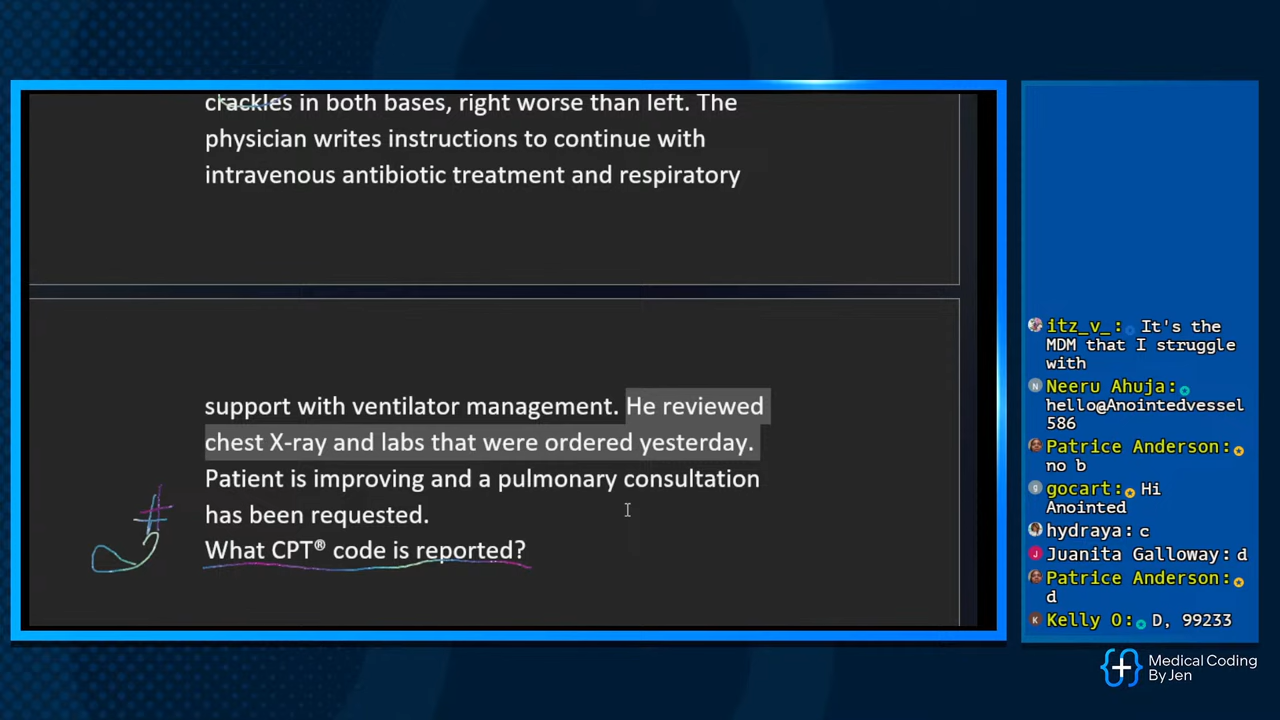 crackles in both bases, right worse than left. The
physician writes instructions to continue with
intravenous antibiotic treatment and respiratory
support with ventilator management. He reviewed
chest X-ray and labs that were ordered yesterday.
Patient is improving and a pulmonary consultation
has been requested.
#
What CPT® code is reported?
itz_v_: It's the
MDM that I struggle
with
Neeru Ahuja:
hello@Anointedvessel
586
Patrice Anderson:
no b
gocart: Hi
Anointed
hydraya: c
Juanita Galloway: d
Patrice Anderson:
d
Kelly O: D, 99233
Medical Coding
By Jen